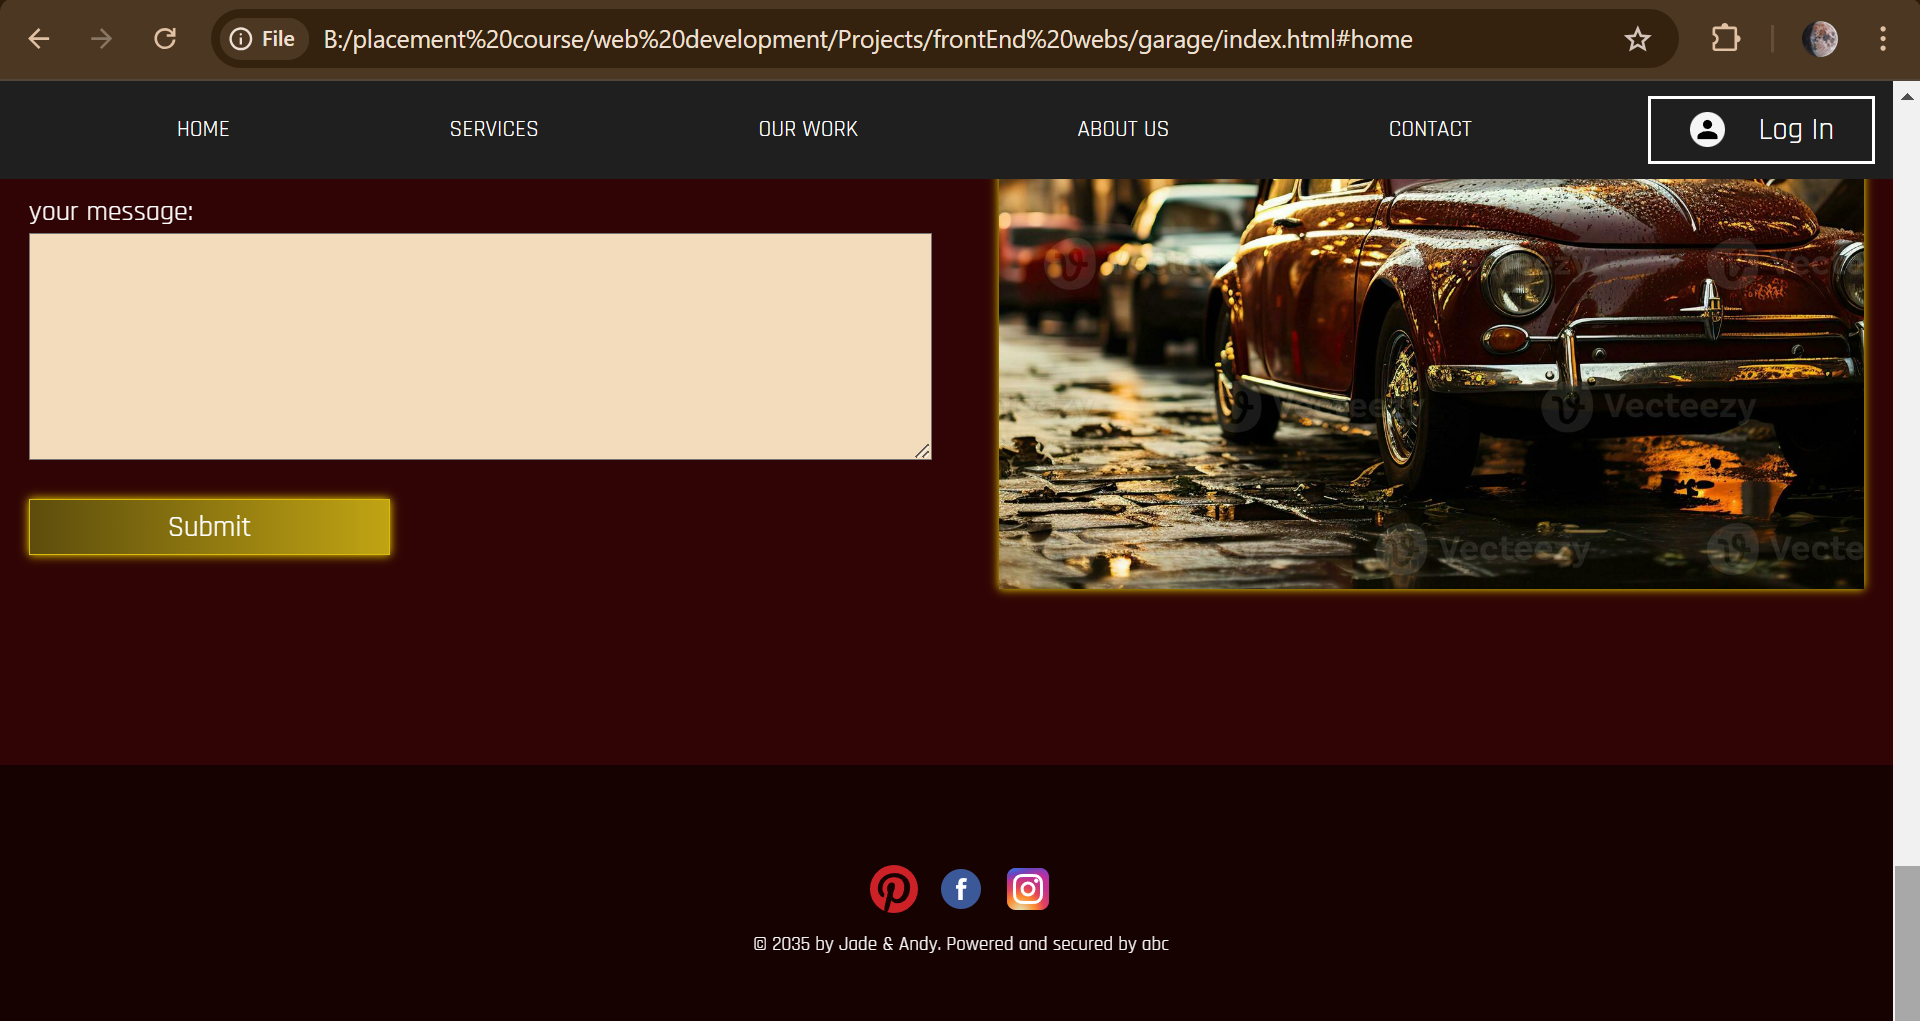 File B:/placement%20course/web%20development/Projects/frontEnd%20webs/garage/index.html#home
HOME SERVICES OUR WORK ABOUT US CONTACT Log In
your message:
Vecteezy
Submit
Vecteezy Vecte
© 2035 by Jade & Andy. Powered and secured by abc